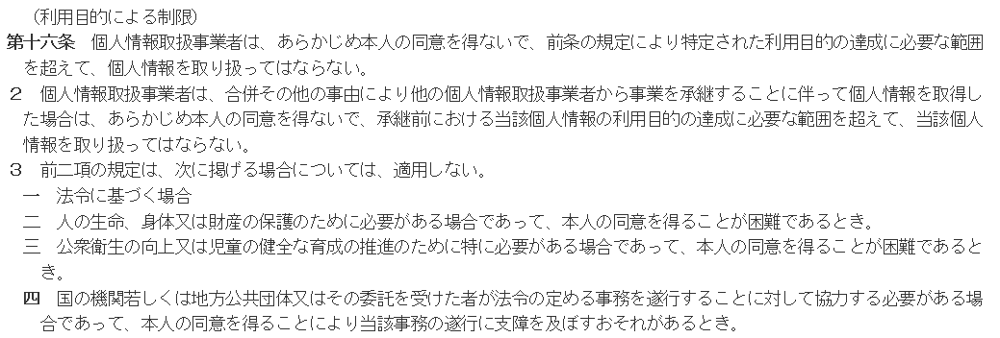 （利用目的による制限）
第十六条　個人情報取扱事業者は、あらかじめ本人の同意を得ないで、前条の規定により特定された利用目的の達成に必要な範囲
を超えて、個人情報を取り扱ってはならない。
２　個人情報取扱事業者は、合併その他の事由により他の個人情報取扱事業者から事業を承継することに伴って個人情報を取得し
た場合は、あらかじめ本人の同意を得ないで、承継前における当該個人情報の利用目的の達成に必要な範囲を超えて、当該個人
情報を取り扱ってはならない。
３　前二項の規定は、次に掲げる場合については、適用しない。
一　法令に基づく場合
二　人の生命、身体又は財産の保護のために必要がある場合であって、本人の同意を得ることが困難であるとき。
三　公衆衛生の向上又は児童の健全な育成の推進のために特に必要がある場合であって、本人の同意を得ることが困難であると
き。
四　国の機関若しくは地方公共団体又はその委託を受けた者が法令の定める事務を遂行することに対して協力する必要がある場
合であって、本人の同意を得ることにより当該事務の遂行に支障を及ぼすおそれがあるとき。